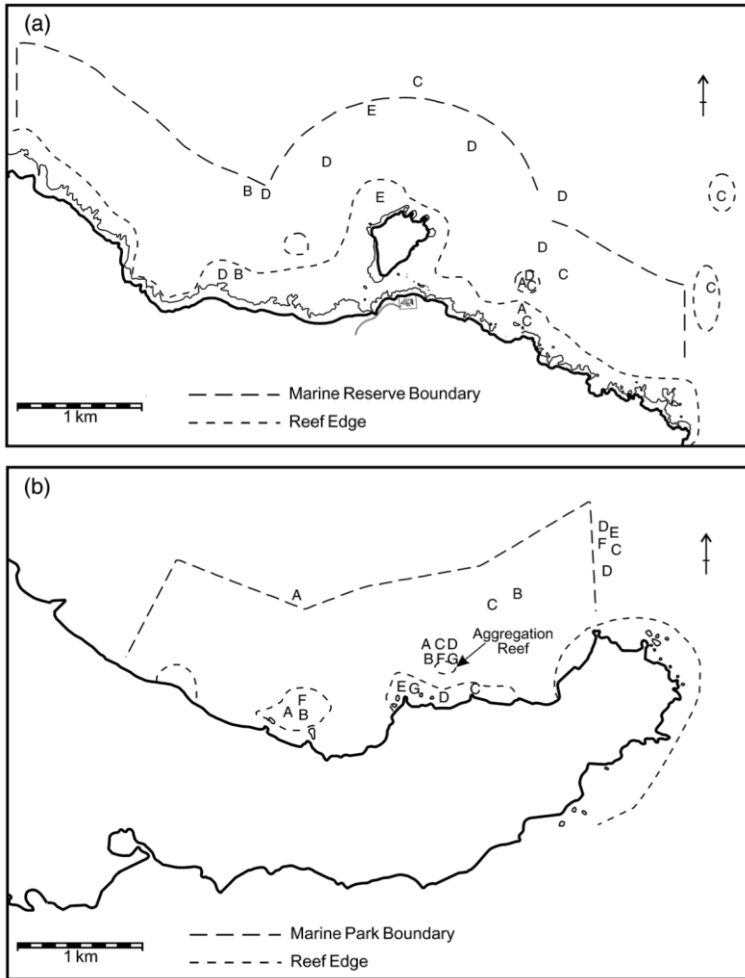 (a)
C
E
D
D
B D
E
D
C
D
D B
D
C
D
A C
C
A
C
Marine Reserve Boundary
Reef Edge
1 km
(b)
D E
F C
D
A
B
C
A C D
B F G
Aggregation
Reef
E G D C
F
A B
Marine Park Boundary
Reef Edge
1 km